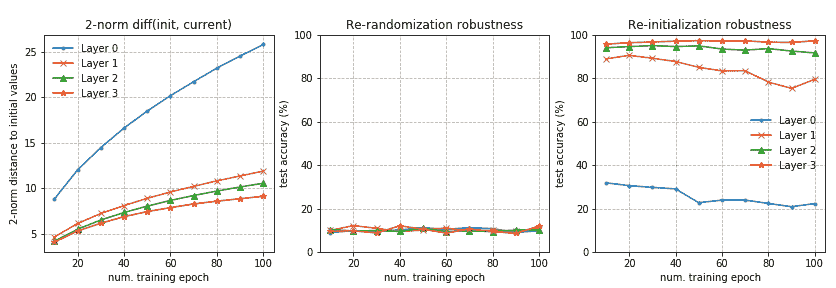 2-norm diff(init, current)
2-norm distance to initial values
25
20
15
10
5
Layer 0
Layer 1
Layer 2
Layer 3
20 40 60 80 100
num. training epoch
Re-randomization robustness
test accuracy (%)
100
80
60
40
20
0
20 40 60 80 100
num. training epoch
Re-initialization robustness
test accuracy (%)
100
80
60
40
20
0
Layer 0
Layer 1
Layer 2
Layer 3
20 40 60 80 100
num. training epoch